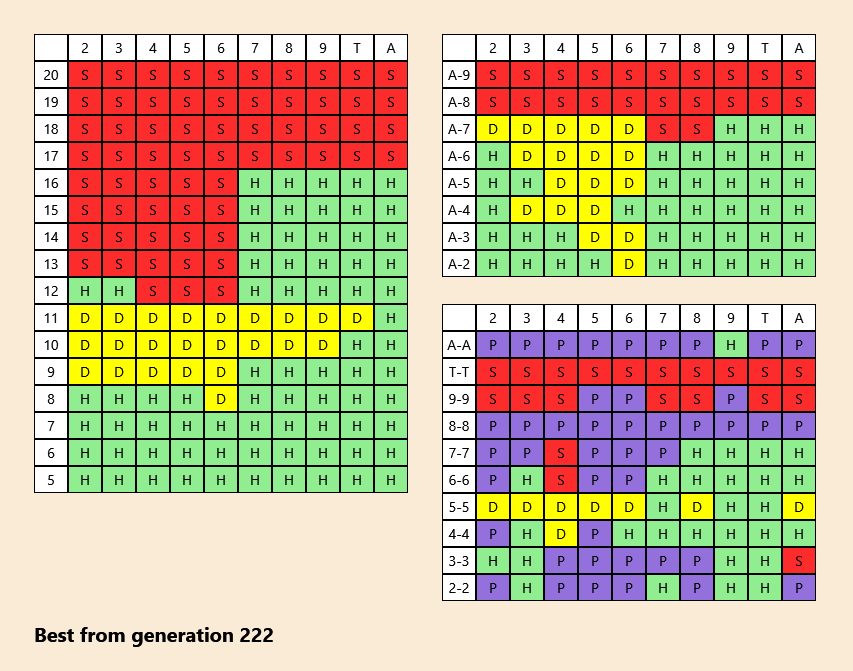 2 3 4 5 6 7 8 9 T A
20 S S S S S S S S S S
19 S S S S S S S S S S
18 S S S S S S S S S S
17 S S S S S S S S S S
16 S S S S S H H H H H
15 S S S S S H H H H H
14 S S S S S H H H H H
13 S S S S S H H H H H
12 H H S S S H H H H H
11 D D D D D D D D D H
10 D D D D D D D D H H
9 D D D D D H H H H H
8 H H H H D H H H H H
7 H H H H H H H H H H
6 H H H H H H H H H H
5 H H H H H H H H H H
2 3 4 5 6 7 8 9 T A
A-9 S S S S S S S S S S
A-8 S S S S S S S S S S
A-7 D D D D D S S H H H
A-6 H D D D D H H H H H
A-5 H H D D D H H H H H
A-4 H D D D H H H H H H
A-3 H H H D D H H H H H
A-2 H H H H D H H H H H
2 3 4 5 6 7 8 9 T A
A-A P P P P P P P H P P
T-T S S S S S S S S S S
9-9 S S S P P S S P S S
8-8 P P P P P P P P P P
7-7 P P S P P P H H H H
6-6 P H S P P H H H H H
5-5 D D D D D H D H H D
4-4 P H D P H H H H H H
3-3 H H P P P P P H H S
2-2 P H P P P H P H H P
Best from generation 222